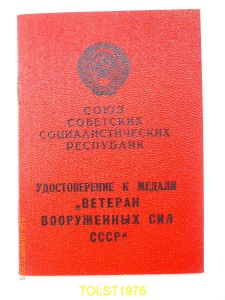 СОЮЗ
СОВЕТСКИХ
СОЦИАЛИСТИЧЕСКИХ
РЕСПУБЛИК
УДОСТОВЕРЕНИЕ К МЕДАЛИ
„ВЕТЕРАН
ВООРУЖЕННЫХ СИЛ
СССР“
TOLST1976